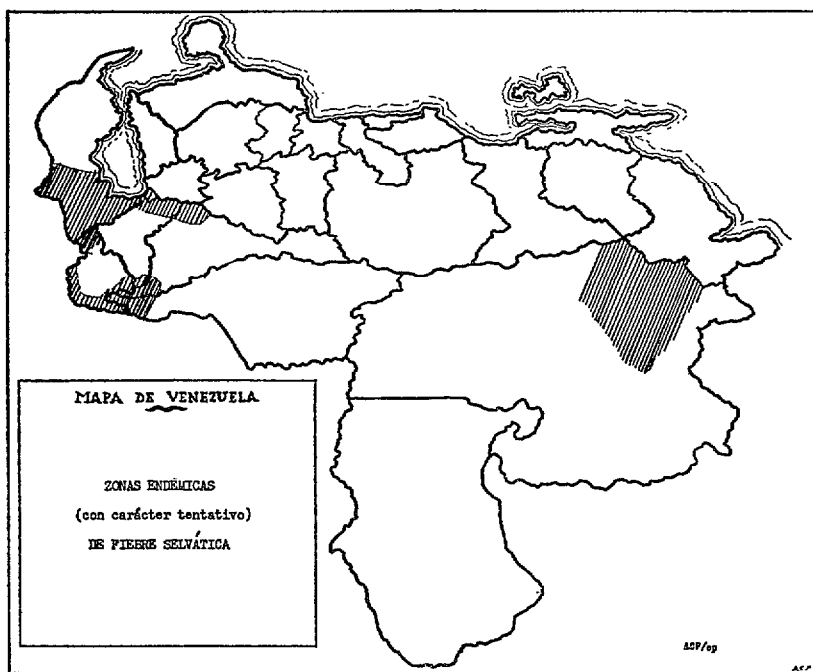 MAPA DE VENEZUELA
ZONAS ENDÉMICAS
(con carácter tentativo)
DE FIEBRE SELVÁTICA
ASP/ep